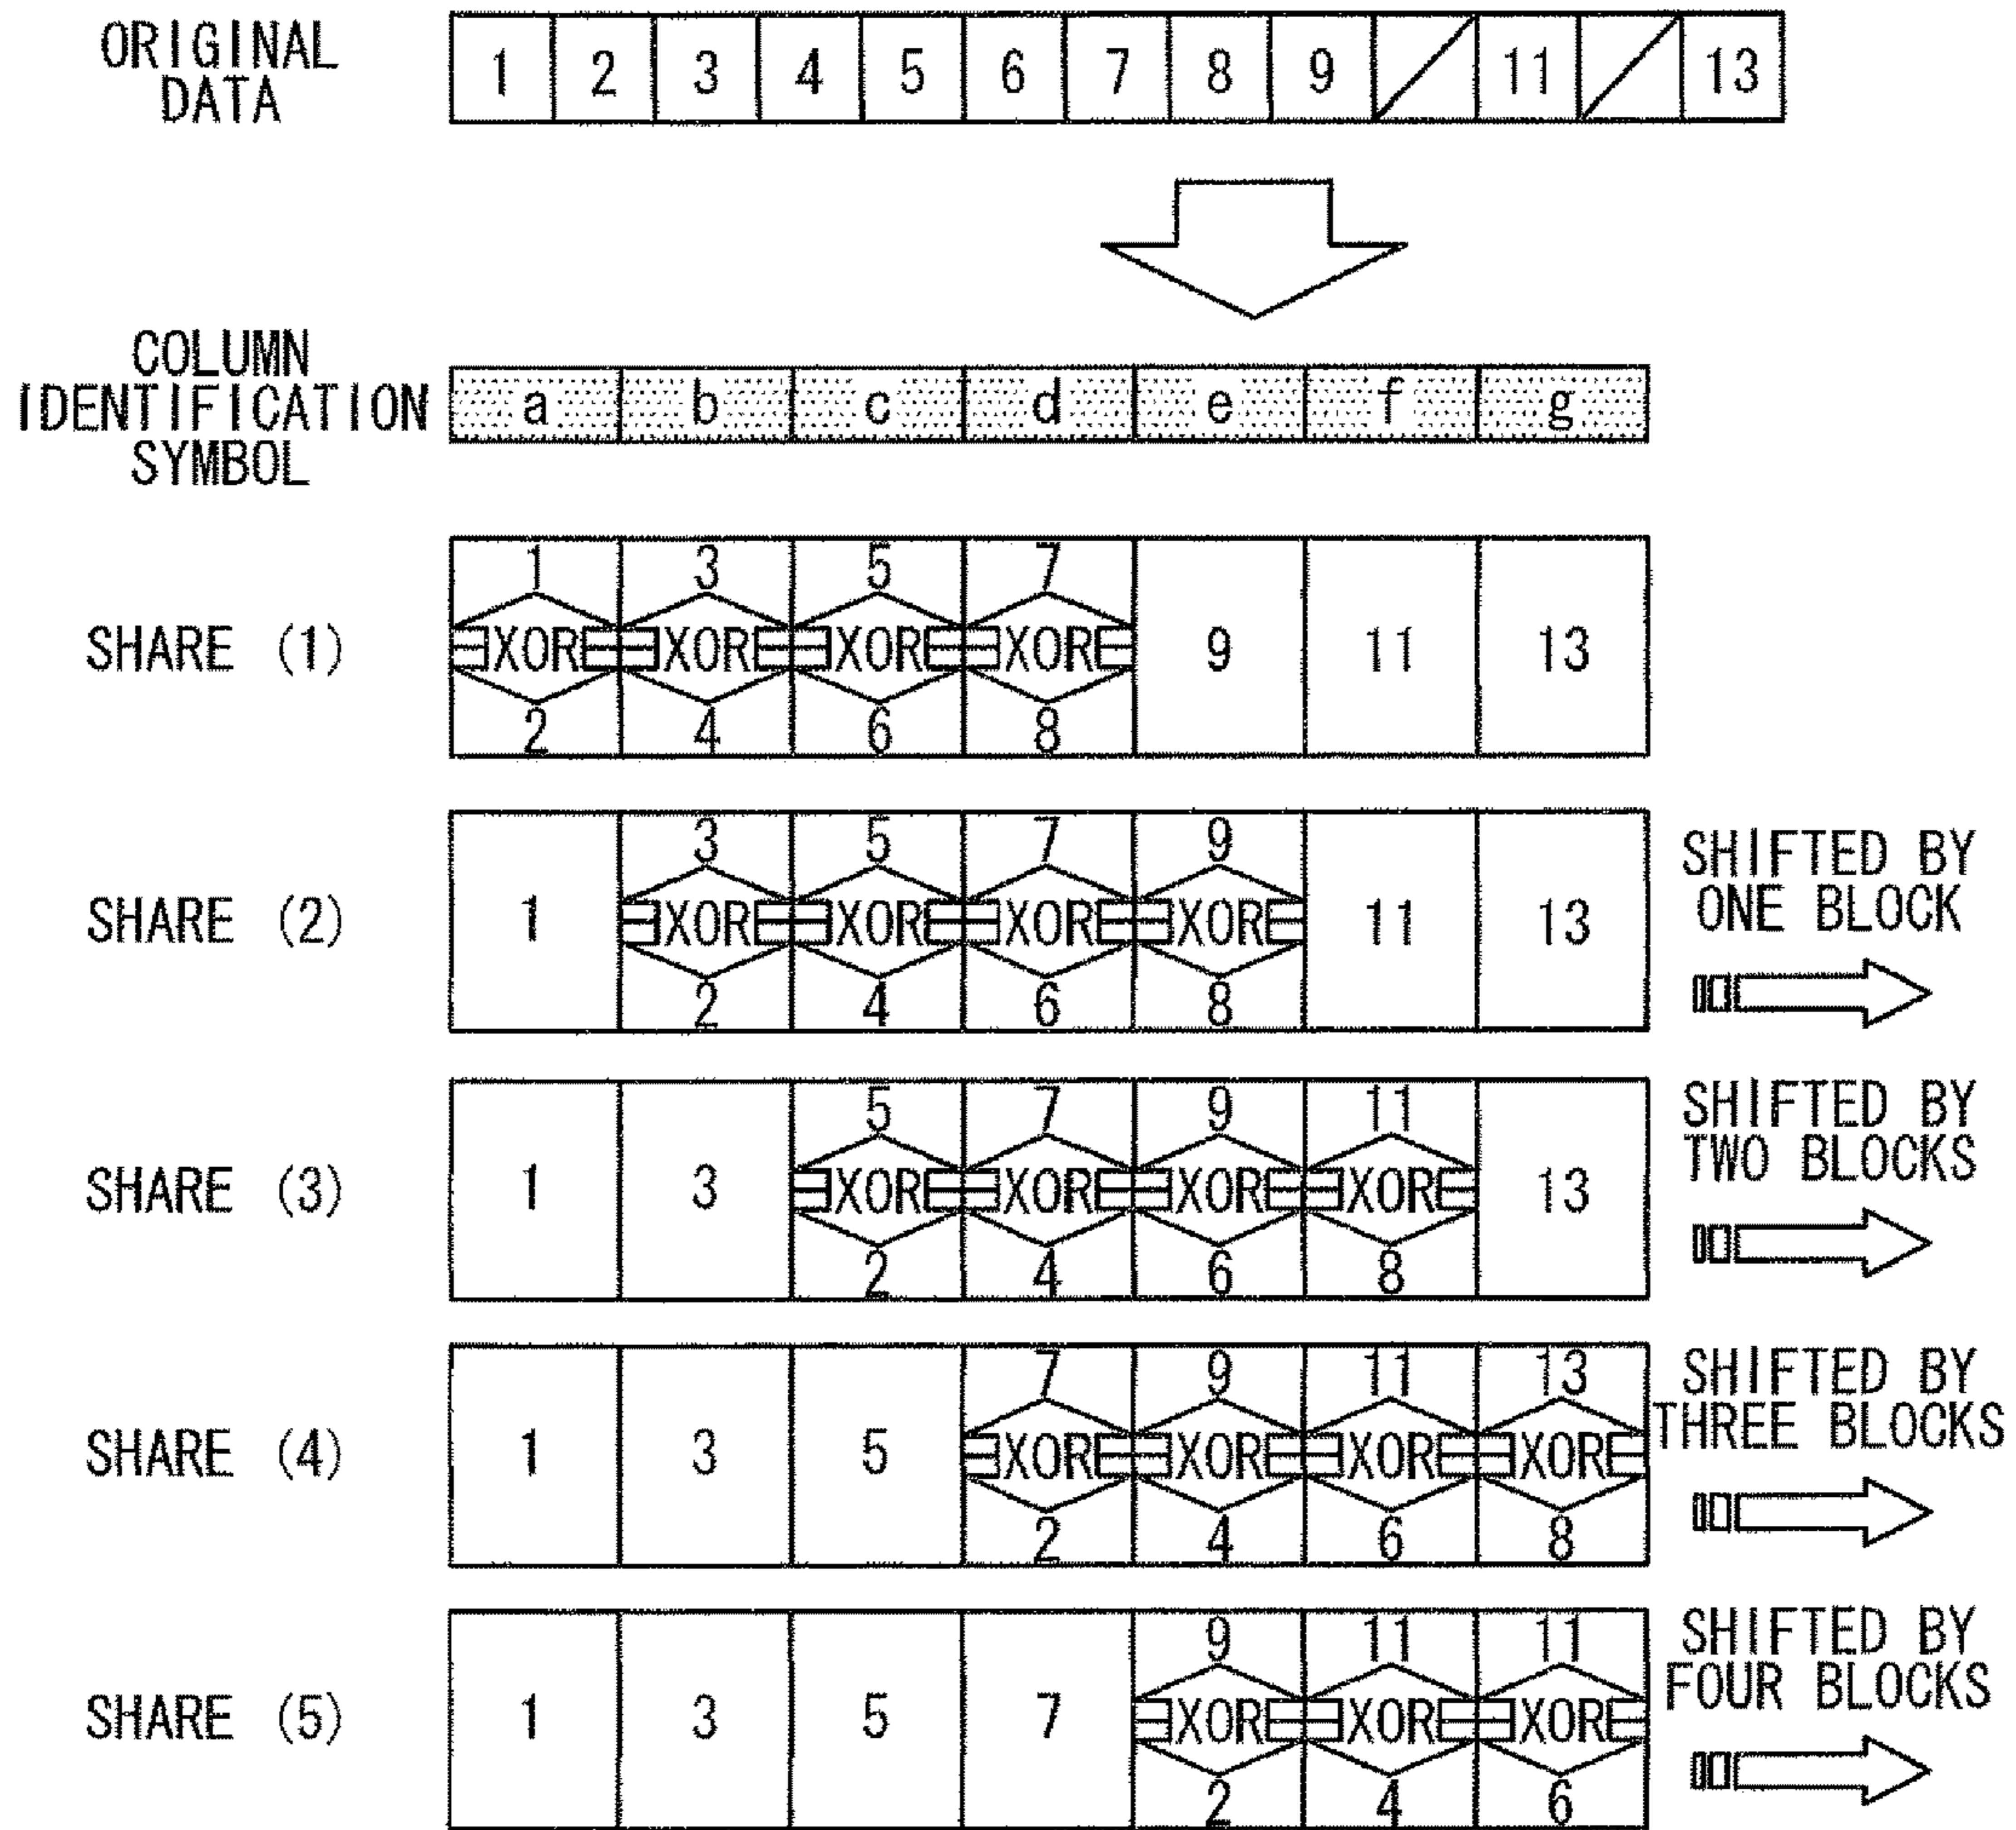 ORIGINAL
DATA
1 2 3 4 5 6 7 8 9 11 13
COLUMN
IDENTIFICATION
SYMBOL
a b c d e f g
1 3 5 7
SHARE (1) XOR XOR XOR XOR 9 11 13
2 4 6 8
3 5 7 9
SHARE (2) 1 XOR XOR XOR XOR 11 13
2 4 6 8
SHIFTED BY
ONE BLOCK
5 7 9 11
SHARE (3) 1 3 XOR XOR XOR XOR 13
2 4 6 8
SHIFTED BY
TWO BLOCKS
7 9 11 13
SHARE (4) 1 3 5 XOR XOR XOR XOR
2 4 6 8
SHIFTED BY
THREE BLOCKS
9 11 11
SHARE (5) 1 3 5 7 XOR XOR XOR
2 4 6
SHIFTED BY
FOUR BLOCKS